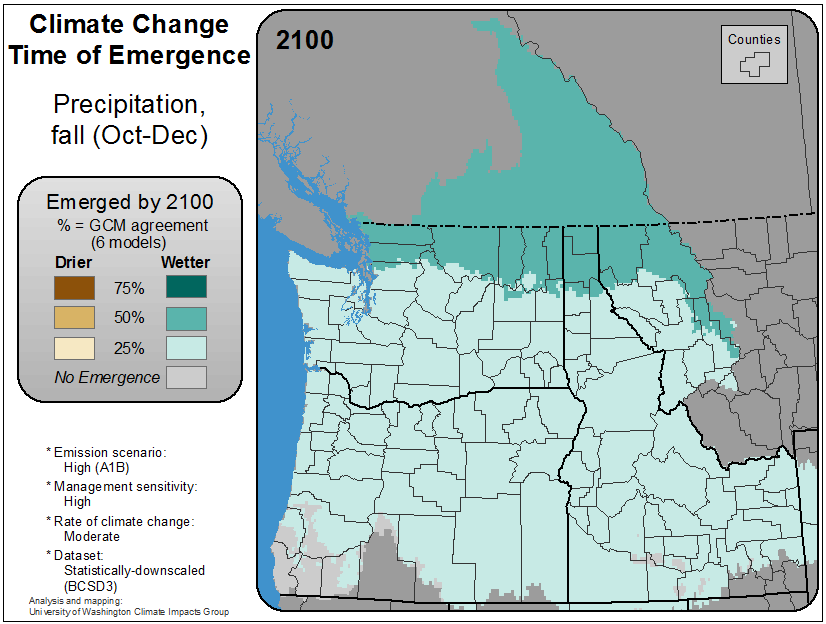 Climate Change
Time of Emergence
Precipitation,
fall (Oct-Dec)
Emerged by 2100
% = GCM agreement
(6 models)
Drier
Wetter
75%
50%
25%
No Emergence
* Emission scenario:
High (A1B)
* Management sensitivity:
High
* Rate of climate change:
Moderate
* Dataset:
Statistically-downscaled
(BCSD3)
Analysis and mapping:
University of Washington Climate Impacts Group
2100
Counties